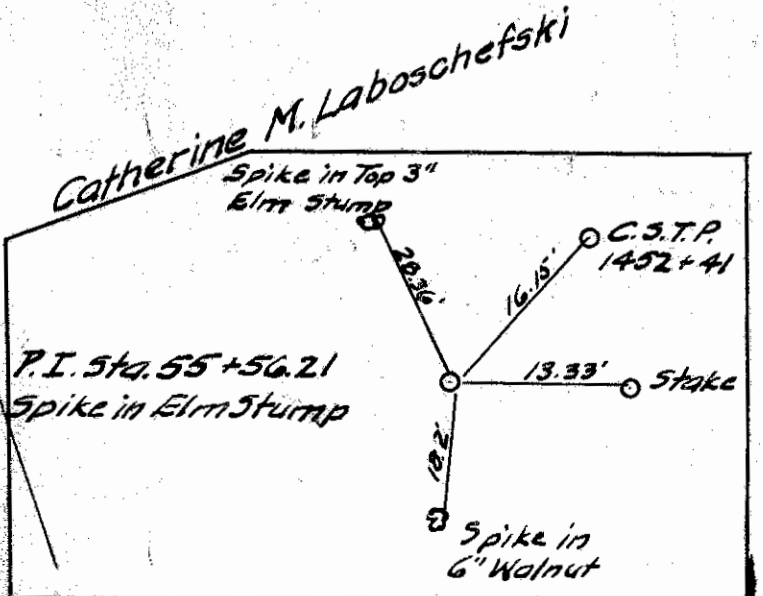 Catherine M. Laboschefski
Spike in Top 3"
Elm Stump
C.S.T.P.
1452+41
28.36'
16.15'
13.33'
Stake
P.I. Sta. 55+56.21
Spike in Elm Stump
18.2'
Spike in
6" Walnut